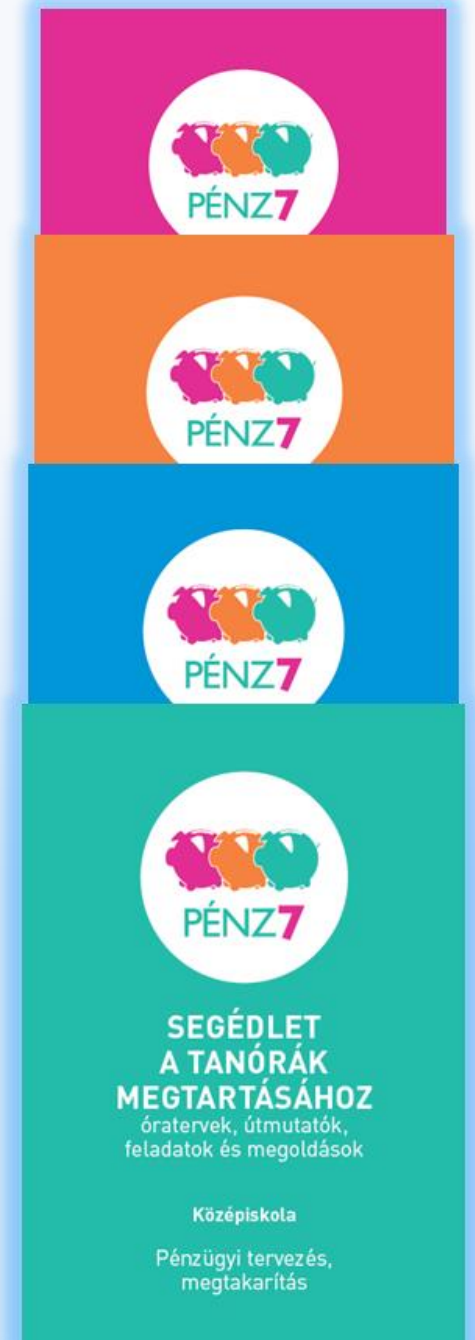 PÉNZ7
PÉNZ7
PÉNZ7
PÉNZ7
SEGÉDLET
A TANÓRÁK
MEGTARTÁSÁHOZ
óratervek, útmutatók,
feladatok és megoldások
Középiskola
Pénzügyi tervezés,
megtakarítás